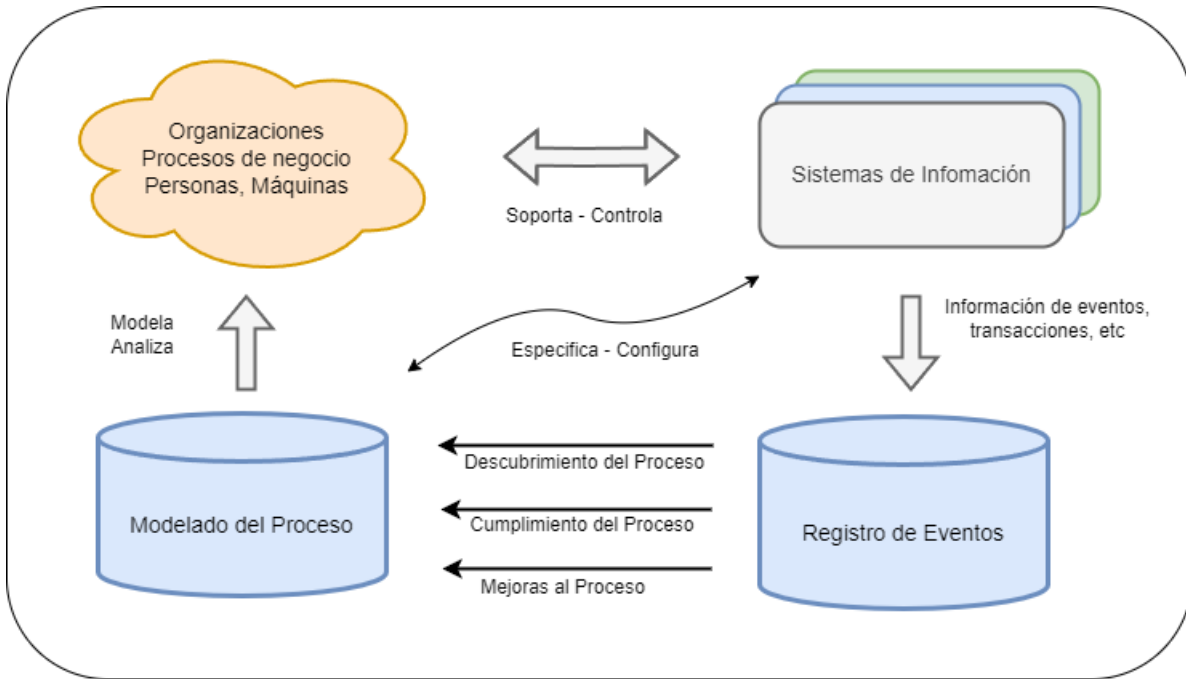 Organizaciones
Procesos de negocio
Personas, Máquinas
Sistemas de Infomación
Soporta - Controla
Modela
Analiza
Información de eventos,
transacciones, etc
Especifica - Configura
Descubrimiento del Proceso
Modelado del Proceso
Cumplimiento del Proceso
Registro de Eventos
Mejoras al Proceso